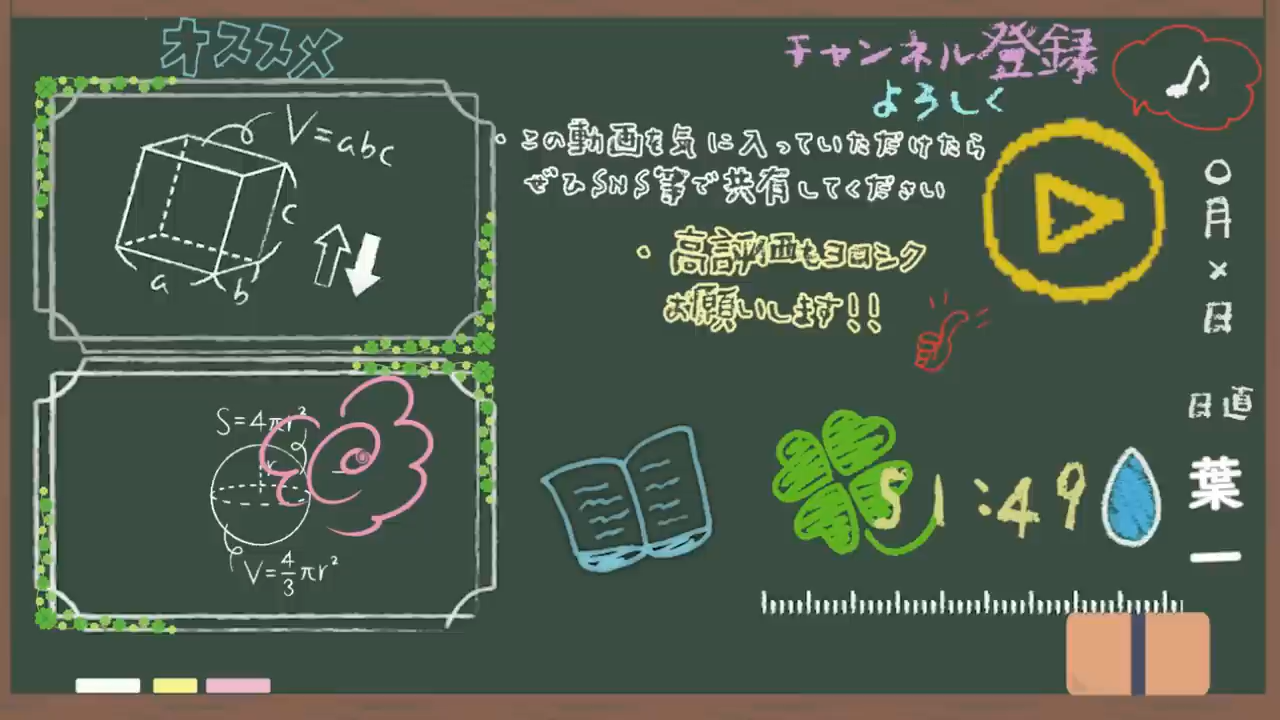 オススメ
V=abc
c
a
b
S=4πr²
r
V=4/3πr²
チャンネル登録
よろしく
・この動画を気に入っていただけたら
ぜひSNS等で共有してください
・高評価もヨロシク
お願いします!!
51:49
〇月×日
日直
葉一